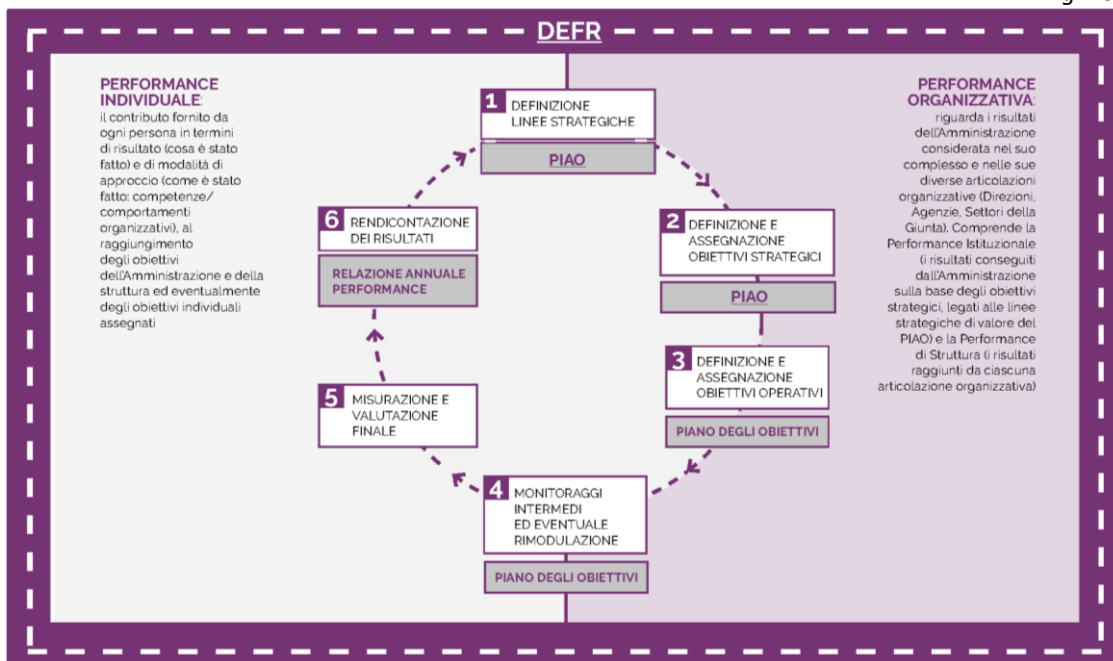 DEFR
PERFORMANCE
INDIVIDUALE:
il contributo fornito da
ogni persona in termini
di risultato (cosa è stato
fatto) e di modalità di
approccio (come è stato
fatto: competenze/
comportamenti
organizzativi), al
raggiungimento
degli obiettivi
dell'Amministrazione e della
struttura ed eventualmente
degli obiettivi individuali
assegnati
1 DEFINIZIONE
LINEE STRATEGICHE
PIAO
2 DEFINIZIONE E
ASSEGNAZIONE
OBIETTIVI STRATEGICI
PIAO
3 DEFINIZIONE E
ASSEGNAZIONE
OBIETTIVI OPERATIVI
PIANO DEGLI OBIETTIVI
4 MONITORAGGI
INTERMEDI
ED EVENTUALE
RIMODULAZIONE
PIANO DEGLI OBIETTIVI
5 MISURAZIONE E
VALUTAZIONE
FINALE
6 RENDICONTAZIONE
DEI RISULTATI
RELAZIONE ANNUALE
PERFORMANCE
PERFORMANCE
ORGANIZZATIVA:
riguarda i risultati
dell'Amministrazione
considerata nel suo
complesso e nelle sue
diverse articolazioni
organizzative (Direzioni,
Agenzie, Settori della
Giunta). Comprende la
Performance Istituzionale
(i risultati conseguiti
dall'Amministrazione
sulla base degli obiettivi
strategici, legati alle linee
strategiche di valore del
PIAO) e la Performance
di Struttura (i risultati
raggiunti da ciascuna
articolazione organizzativa)